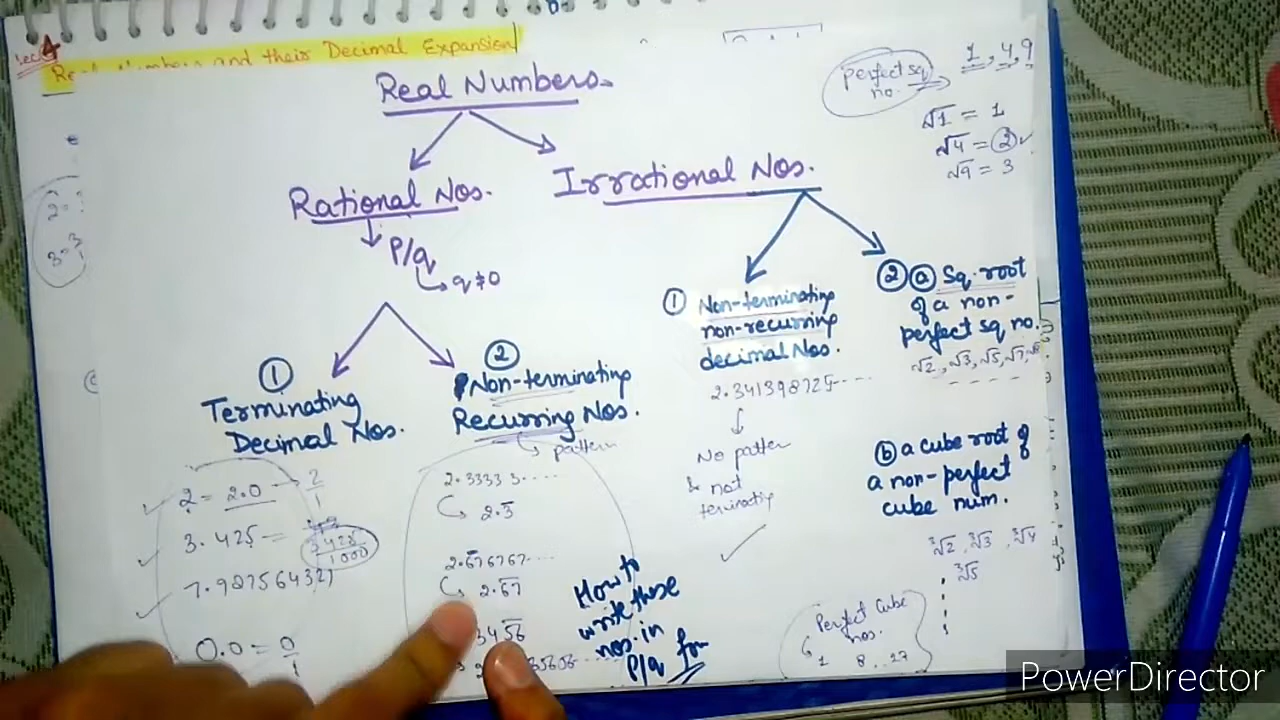 Lec 4
Real Numbers and their Decimal Expansion
Real Numbers
perfect sq
no.
1, 4, 9
√1 = 1
√4 = 2
√9 = 3
Rational Nos.
P/q
q ≠ 0
Irrational Nos.
① Terminating
Decimal Nos.
2 = 2.0 - 2/1
3.425 = 3425/1000
7.987564327
0.0 = 0/1
② Non-terminating
Recurring Nos.
pattern
2.33333....
2.3̅
2.676767....
2.6̅7̅
How to
write these
nos. in
P/q form
① Non-terminating
non-recurring
decimal Nos.
2.341398725....
No pattern
& not
terminating
② ⓐ Sq. root
of a non-
perfect sq no.
√2, √3, √5, √7, √8
ⓑ a cube root of
a non-perfect
cube num.
∛2, ∛3, ∛4
∛5
Perfect Cube
nos.
1 8 .. 27
PowerDirector